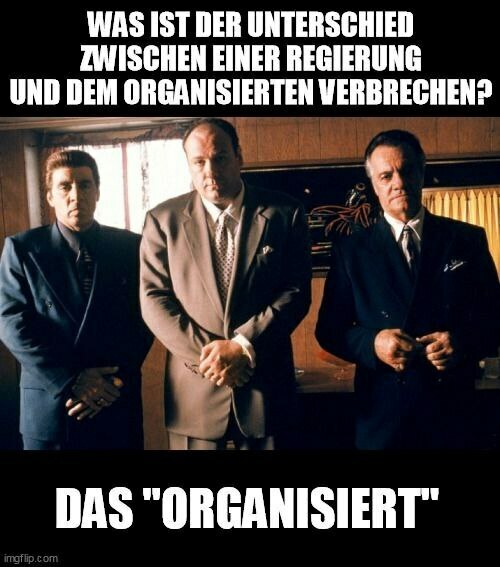 WAS IST DER UNTERSCHIED
ZWISCHEN EINER REGIERUNG
UND DEM ORGANISIERTEN VERBRECHEN?
DAS "ORGANISIERT"
imgflip.com